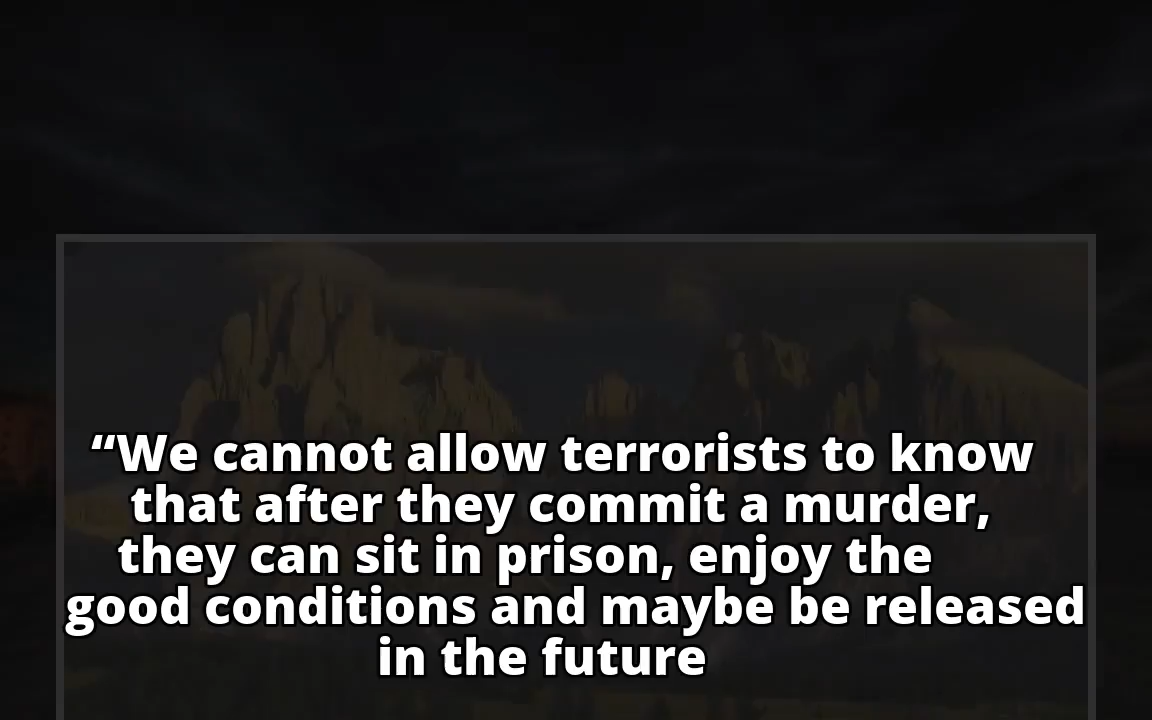 “We cannot allow terrorists to know
that after they commit a murder,
they can sit in prison, enjoy the
good conditions and maybe be released
in the future